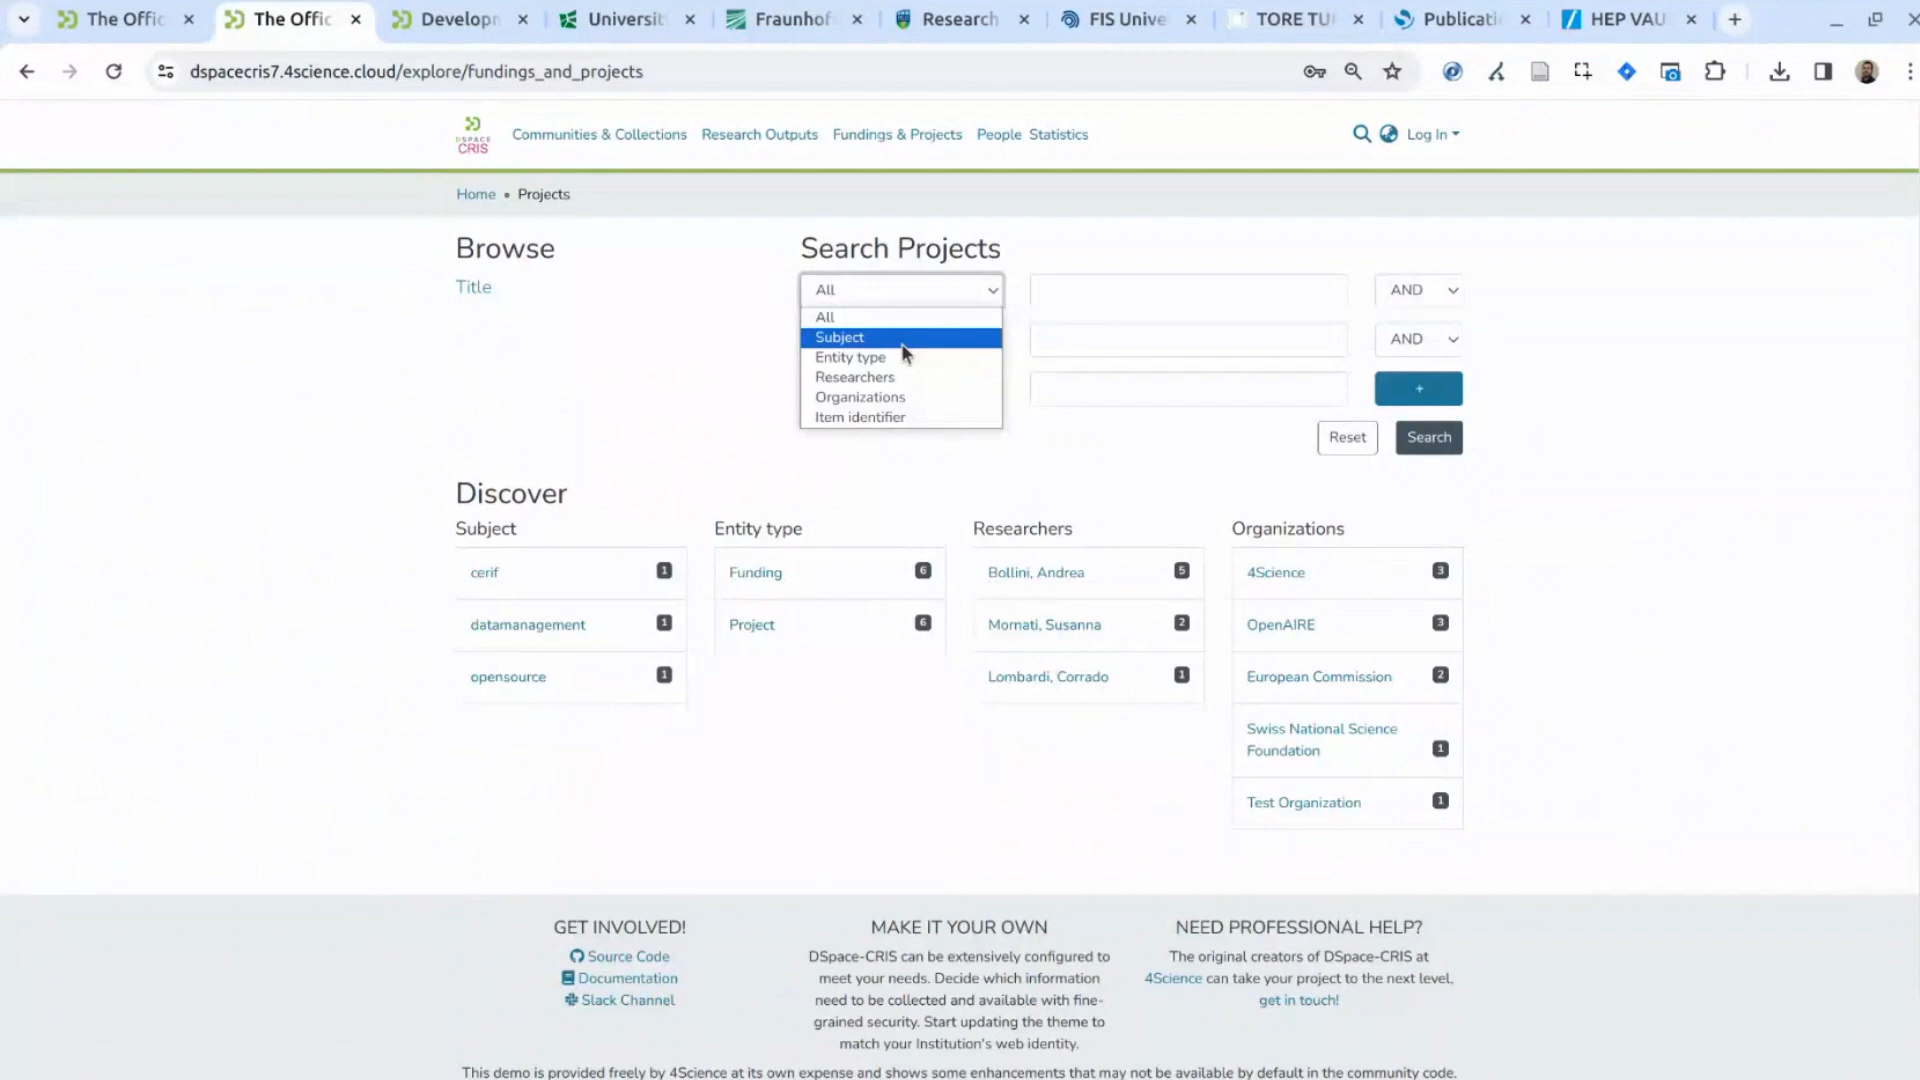 The Offic
The Offic
Developm
Universit
Fraunhof
Research
FIS Unive
TORE TU
Publicati
HEP VAU
dspacecris7.4science.cloud/explore/fundings_and_projects
DSPACE
CRIS
Communities & Collections Research Outputs Fundings & Projects People Statistics
Log In
Home • Projects
Browse
Title
Search Projects
All
AND
All
Subject
Entity type
Researchers
Organizations
Item identifier
AND
+
Reset
Search
Discover
Subject
cerif 1
datamanagement 1
opensource 1
Entity type
Funding 6
Project 6
Researchers
Bollini, Andrea 5
Mornati, Susanna 2
Lombardi, Corrado 1
Organizations
4Science 3
OpenAIRE 3
European Commission 2
Swiss National Science
Foundation 1
Test Organization 1
GET INVOLVED!
Source Code
Documentation
Slack Channel
MAKE IT YOUR OWN
DSpace-CRIS can be extensively configured to
meet your needs. Decide which information
need to be collected and available with fine-
grained security. Start updating the theme to
match your Institution's web identity.
NEED PROFESSIONAL HELP?
The original creators of DSpace-CRIS at
4Science can take your project to the next level,
get in touch!
This demo is provided freely by 4Science at its own expense and shows some enhancements that may not be available by default in the community code.